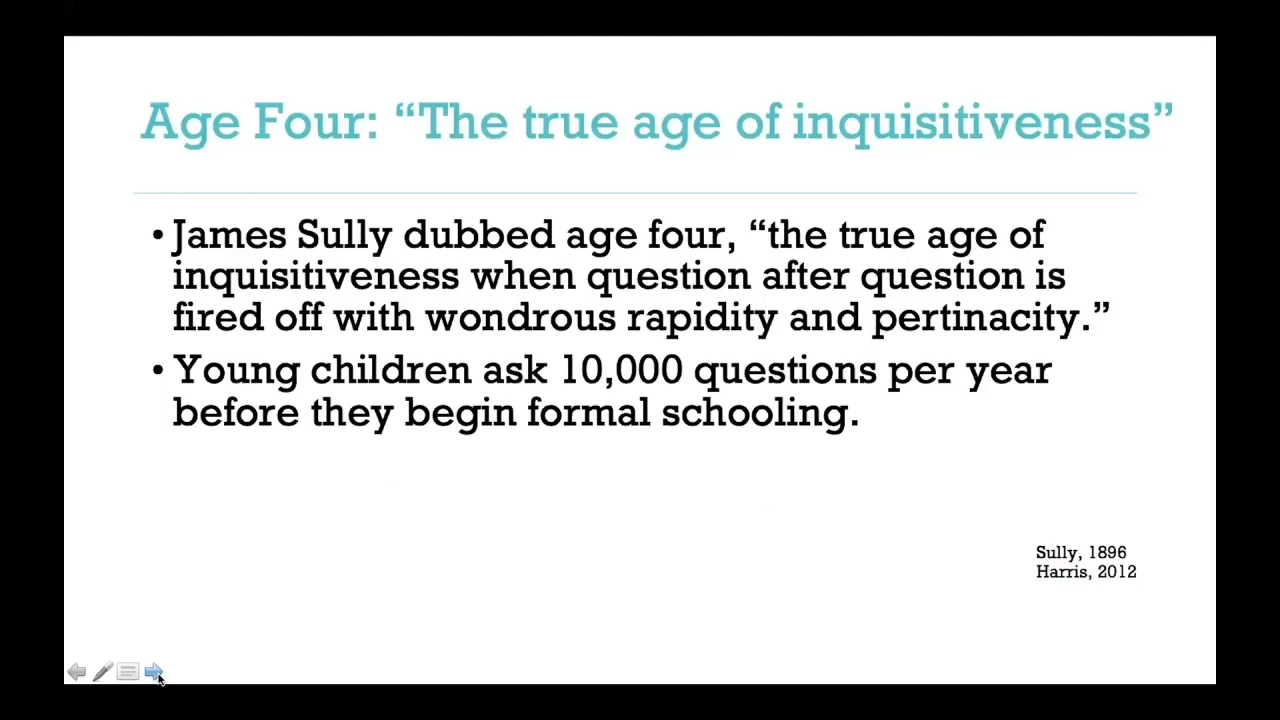 Age Four: “The true age of inquisitiveness”
• James Sully dubbed age four, “the true age of
inquisitiveness when question after question is
fired off with wondrous rapidity and pertinacity.”
• Young children ask 10,000 questions per year
before they begin formal schooling.
Sully, 1896
Harris, 2012